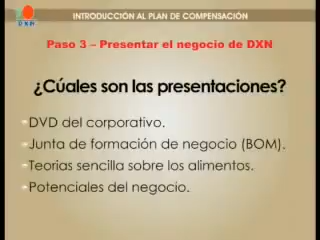 DXN
INTRODUCCIÓN AL PLAN DE COMPENSACIÓN
Paso 3 – Presentar el negocio de DXN
¿Cúales son las presentaciones?
DVD del corporativo.
Junta de formación de negocio (BOM).
Teorias sencilla sobre los alimentos.
Potenciales del negocio.